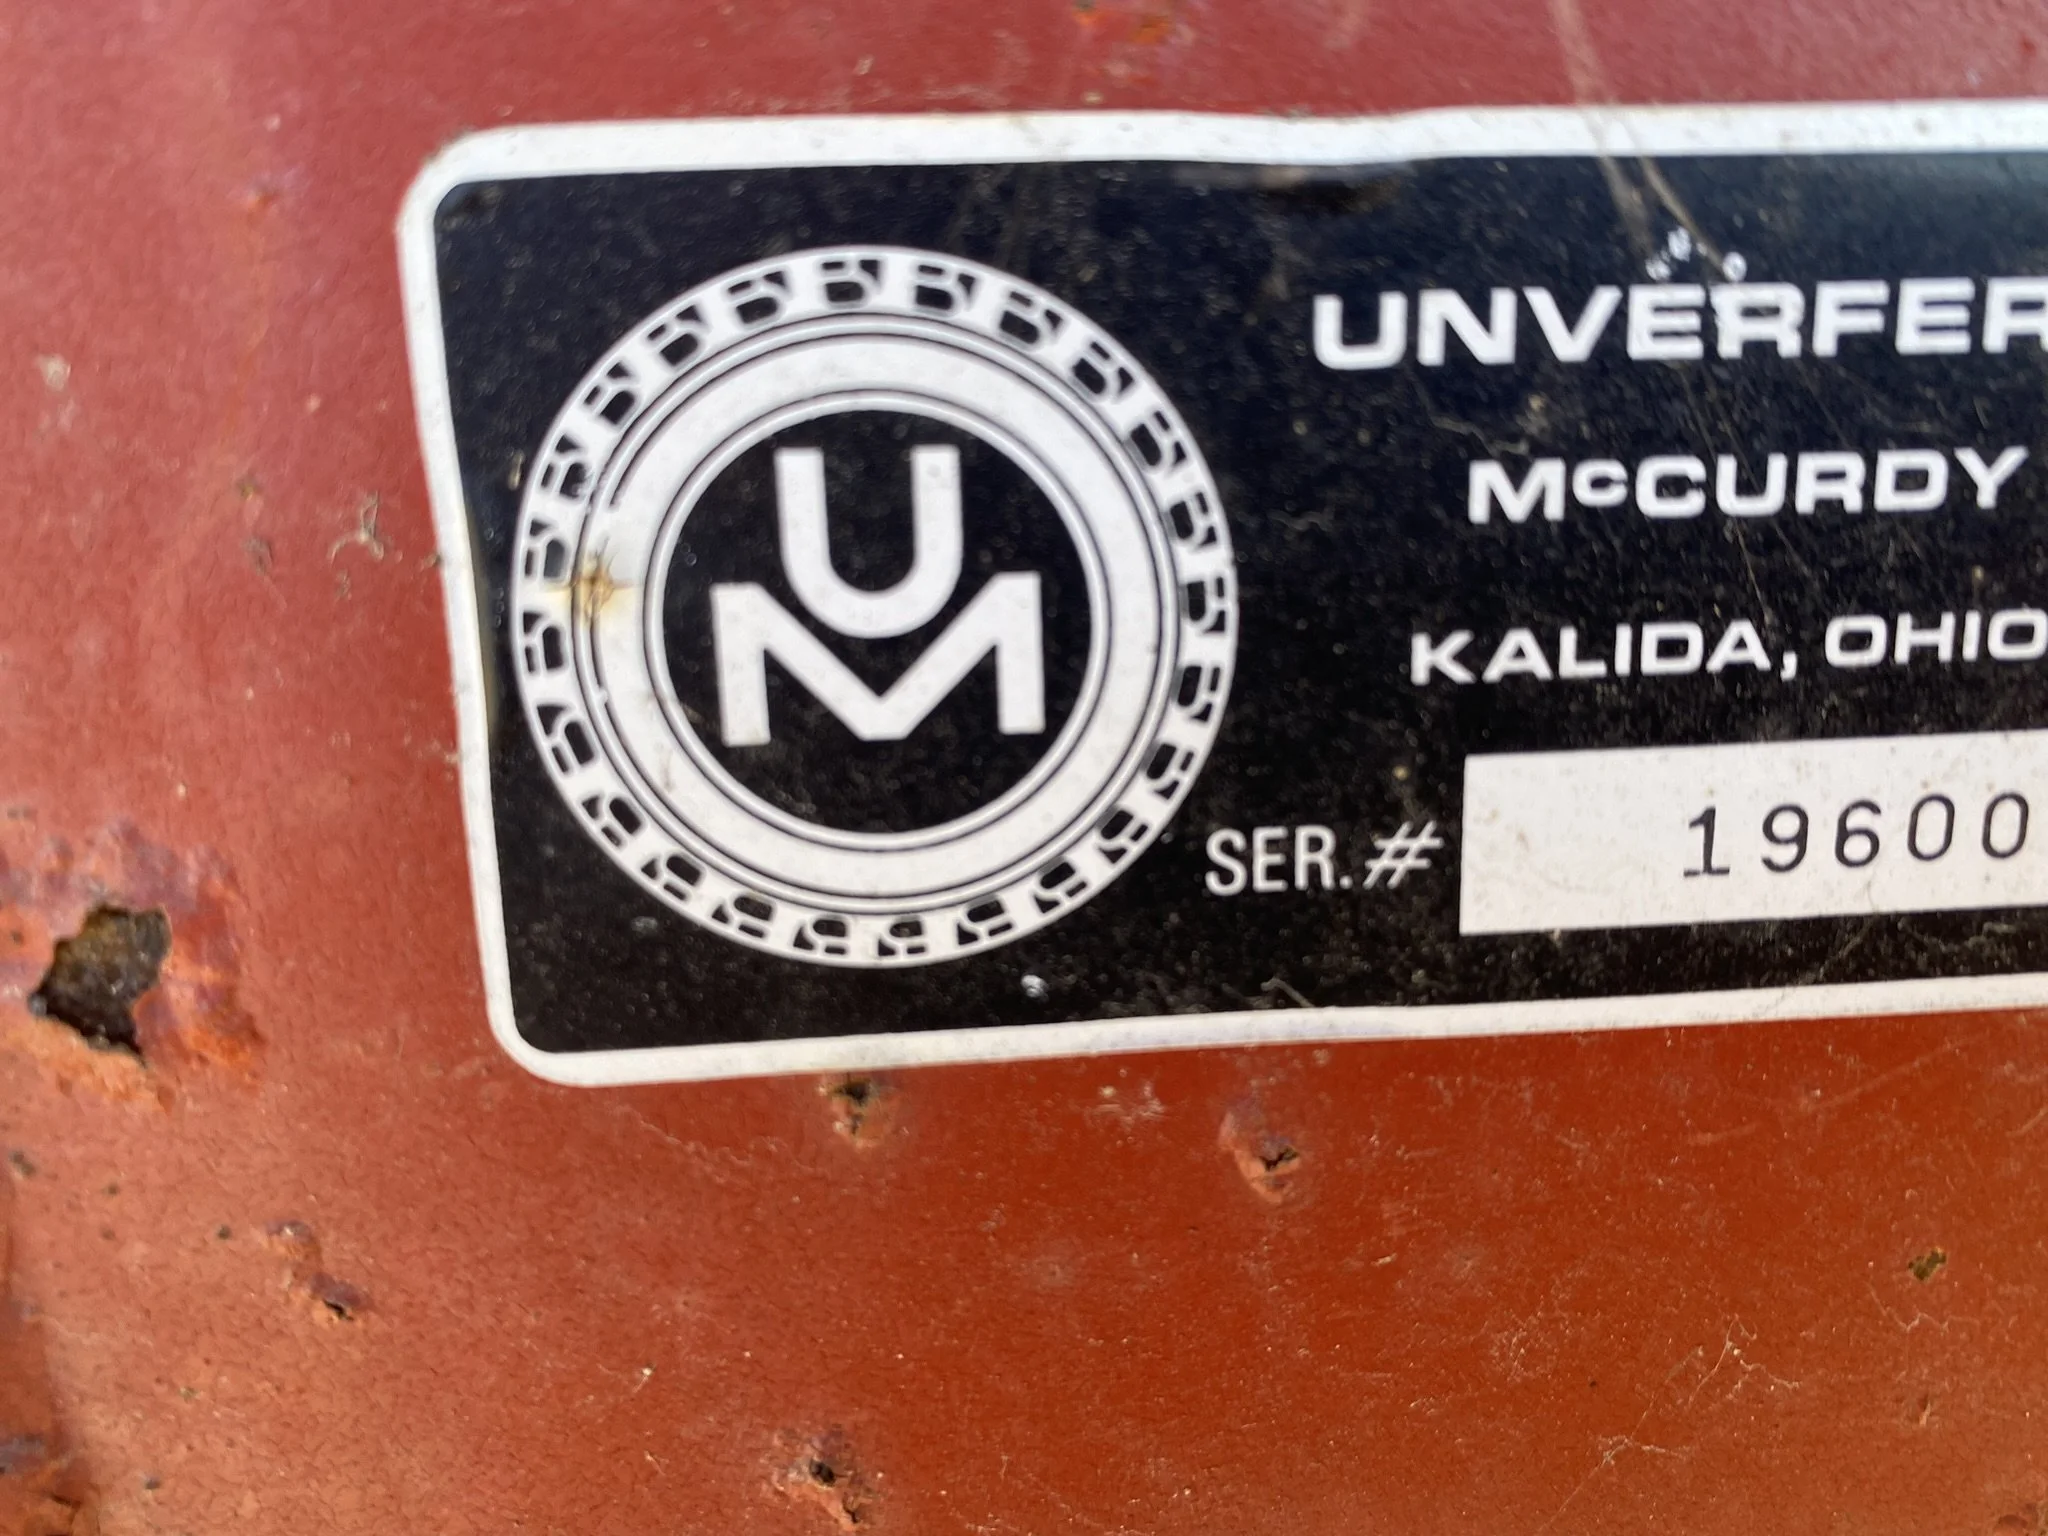 UM
UNVERFER
McCURDY
KALIDA, OHIO
SER.# 19600